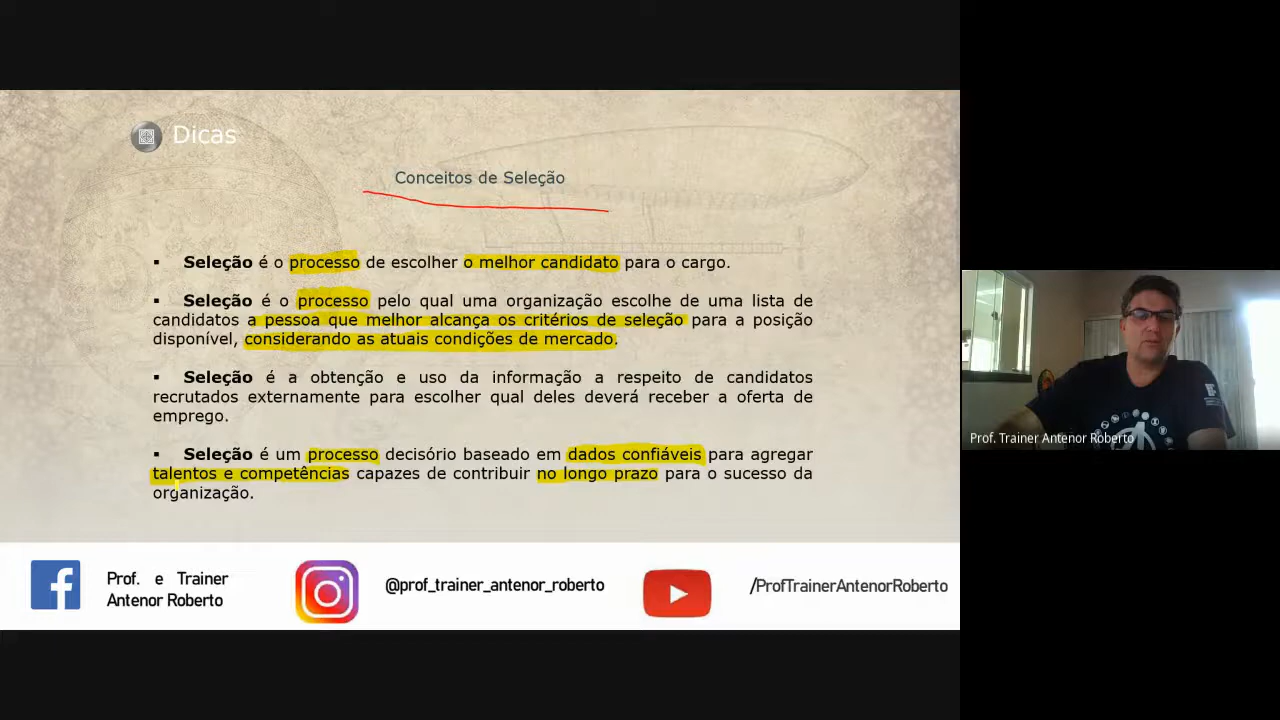 Dicas
Conceitos de Seleção
▪ Seleção é o processo de escolher o melhor candidato para o cargo.
▪ Seleção é o processo pelo qual uma organização escolhe de uma lista de
candidatos a pessoa que melhor alcança os critérios de seleção para a posição
disponível, considerando as atuais condições de mercado.
▪ Seleção é a obtenção e uso da informação a respeito de candidatos
recrutados externamente para escolher qual deles deverá receber a oferta de
emprego.
▪ Seleção é um processo decisório baseado em dados confiáveis para agregar
talentos e competências capazes de contribuir no longo prazo para o sucesso da
organização.
Prof. e Trainer
Antenor Roberto
@prof_trainer_antenor_roberto
/ProfTrainerAntenorRoberto
Prof. Trainer Antenor Roberto